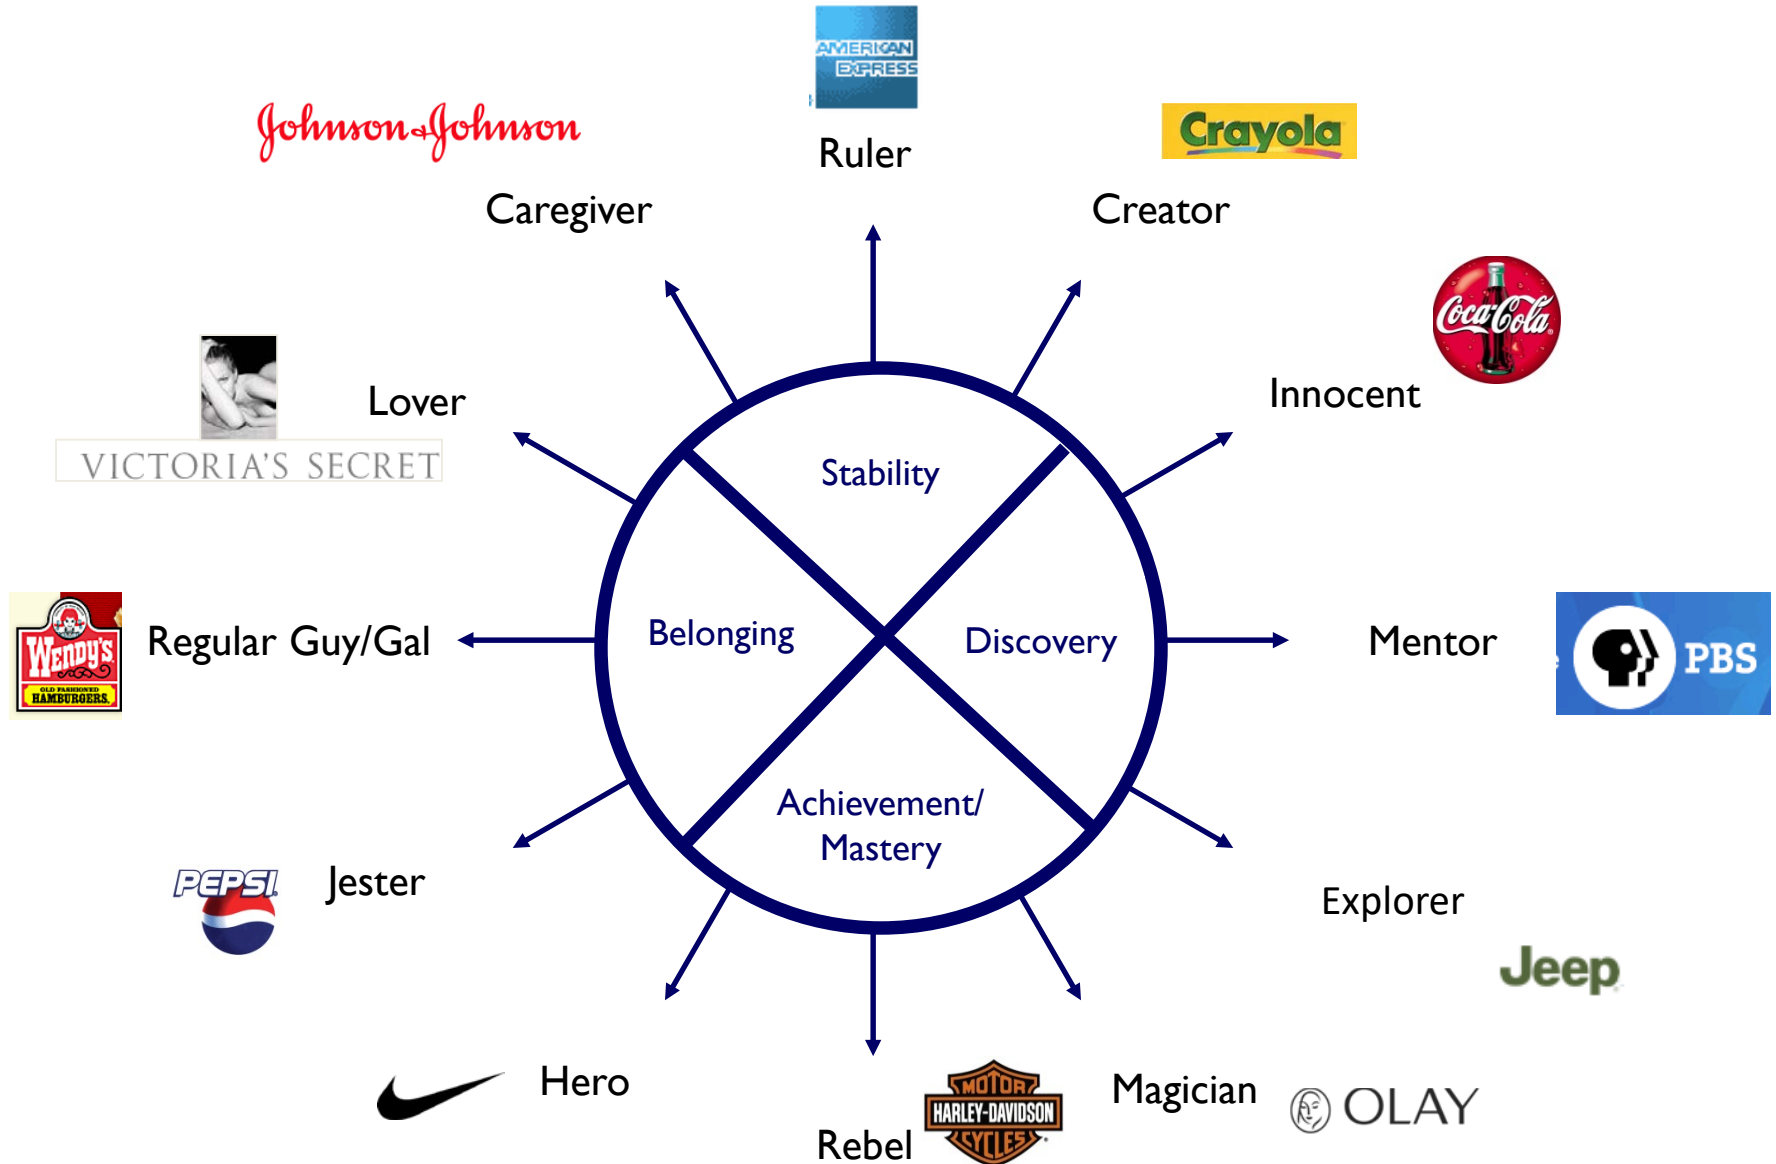 AMERICAN
EXPRESS
Johnson & Johnson
Crayola
Ruler
Caregiver
Creator
Coca-Cola
Innocent
Lover
VICTORIA'S SECRET
Stability
Belonging
Discovery
WENDY'S
OLD FASHIONED
HAMBURGERS.
Regular Guy/Gal
Mentor
PBS
Achievement/
Mastery
PEPSI
Jester
Explorer
Jeep
Hero
Rebel
MOTOR
HARLEY-DAVIDSON
CYCLES
Magician
OLAY